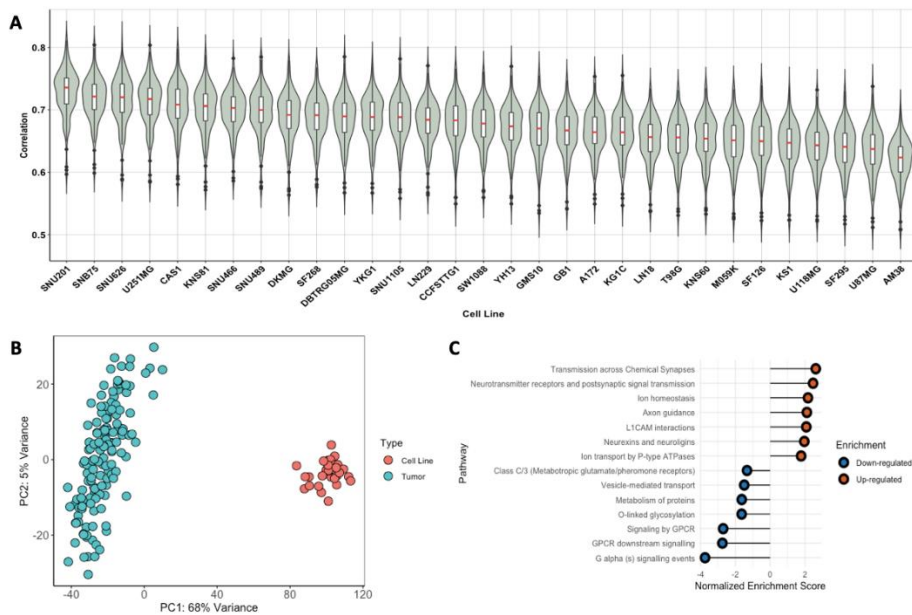 A
Correlation
0.8
0.7
0.6
0.5
SNU201 SNB75 SNU626 U251MG CAS1 KNS81 SNU466 SNU489 DKMG SF268 DBTRG05MG YKG1 SNU1105 LN229 CCFSTTG1 SW1088 YH13 GMS10 GB1 A172 KG1C LN18 T98G KNS60 M059K SF126 KS1 U118MG SF295 U87MG AM38
Cell Line
B
PC2: 5% Variance
20
0
-20
-40 0 40 80 120
PC1: 68% Variance
Type
Cell Line
Tumor
C
Pathway
Transmission across Chemical Synapses
Neurotransmitter receptors and postsynaptic signal transmission
Ion homeostasis
Axon guidance
L1CAM interactions
Neurexins and neuroligins
Ion transport by P-type ATPases
Class C/3 (Metabotropic glutamate/pheromone receptors)
Vesicle-mediated transport
Metabolism of proteins
O-linked glycosylation
Signaling by GPCR
GPCR downstream signalling
G alpha (s) signalling events
-4 -2 0 2
Normalized Enrichment Score
Enrichment
Down-regulated
Up-regulated